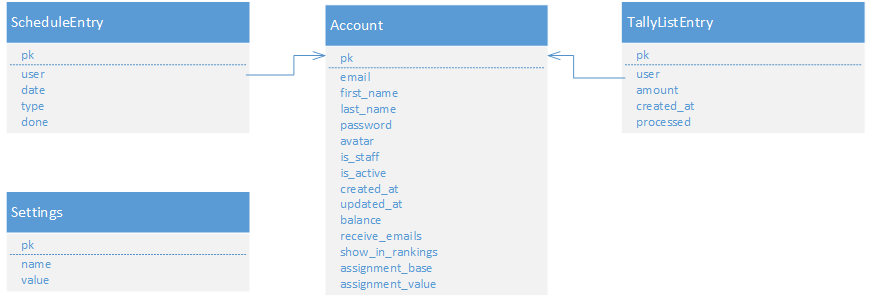 ScheduleEntry
pk
user
date
type
done
Account
pk
email
first_name
last_name
password
avatar
is_staff
is_active
created_at
updated_at
balance
receive_emails
show_in_rankings
assignment_base
assignment_value
TallyListEntry
pk
user
amount
created_at
processed
Settings
pk
name
value